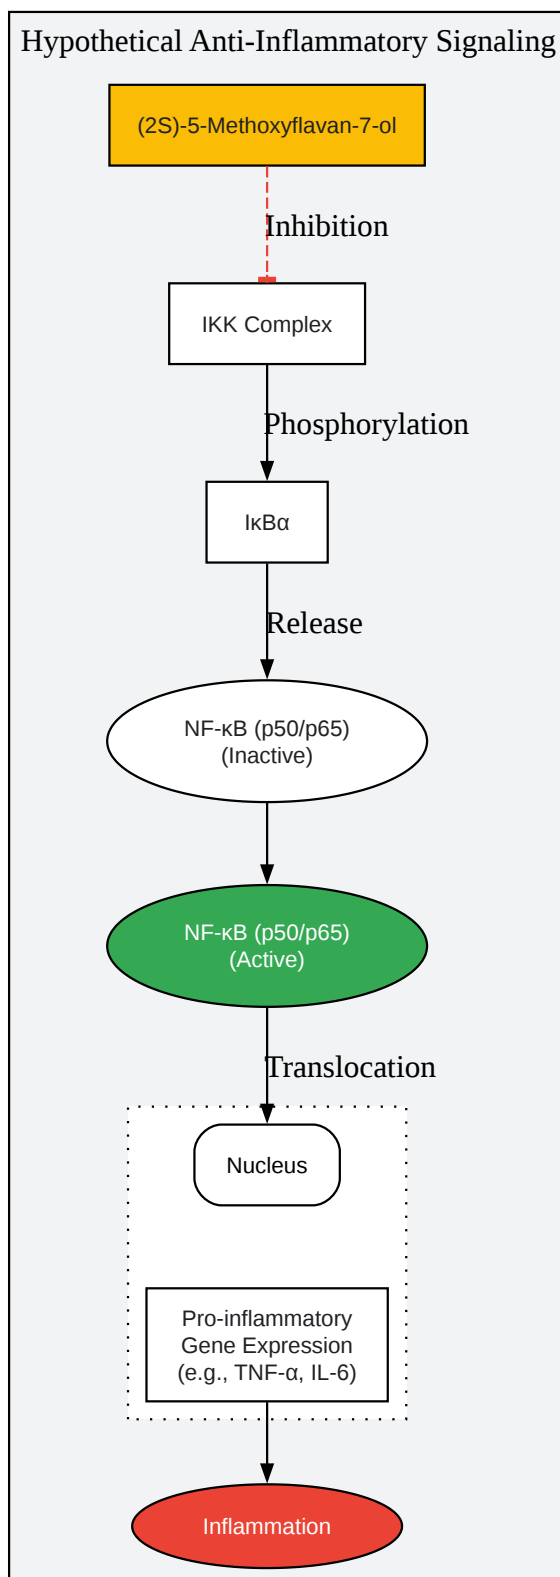 Hypothetical Anti-Inflammatory Signaling
(2S)-5-Methoxyflavan-7-ol
Inhibition
IKK Complex
Phosphorylation
IκBα
Release
NF-κB (p50/p65)
(Inactive)
NF-κB (p50/p65)
(Active)
Translocation
Nucleus
Pro-inflammatory
Gene Expression
(e.g., TNF-α, IL-6)
Inflammation